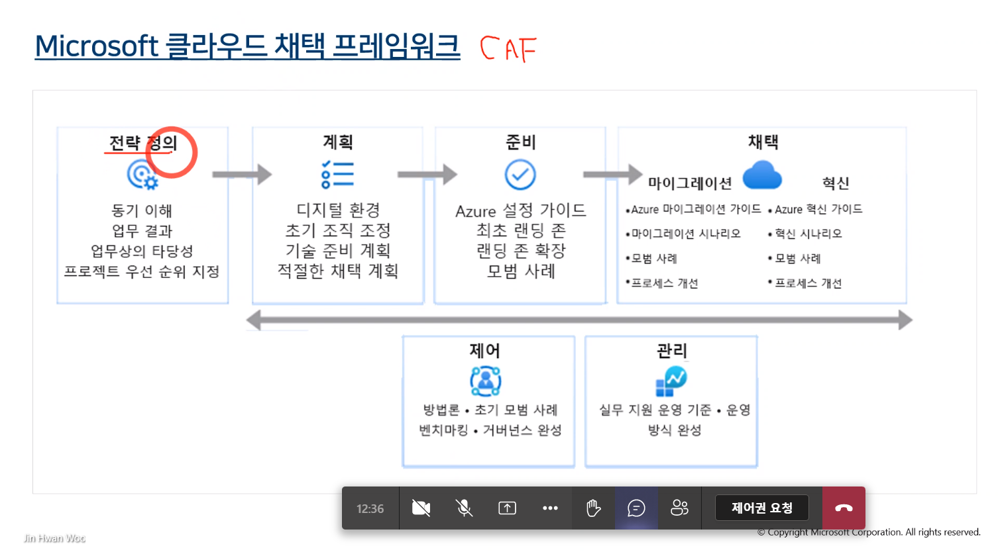 Microsoft 클라우드 채택 프레임워크 CAF
전략 정의
동기 이해
업무 결과
업무상의 타당성
프로젝트 우선 순위 지정
계획
디지털 환경
초기 조직 조정
기술 준비 계획
적절한 채택 계획
준비
Azure 설정 가이드
최초 랜딩 존
랜딩 존 확장
모범 사례
채택
마이그레이션
•Azure 마이그레이션 가이드
•마이그레이션 시나리오
•모범 사례
•프로세스 개선
혁신
• Azure 혁신 가이드
• 혁신 시나리오
• 모범 사례
• 프로세스 개선
제어
방법론 • 초기 모범 사례
벤치마킹 • 거버넌스 완성
관리
실무 지원 운영 기준 • 운영
방식 완성
12:36
제어권 요청
© Copyright Microsoft Corporation. All rights reserved.
Jin Hwan Woo